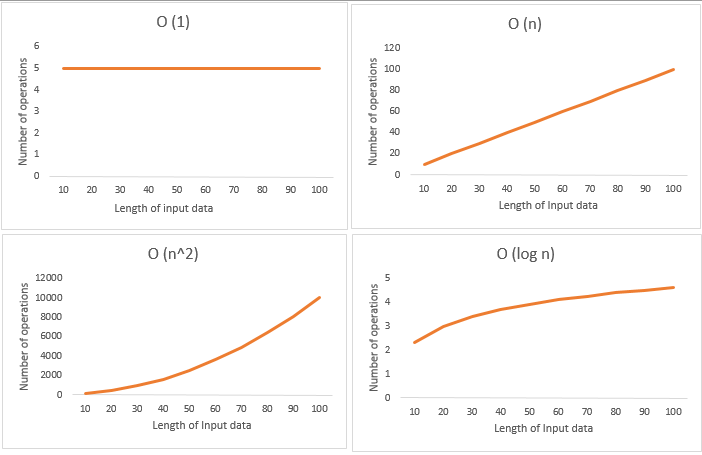 O (1)
6
5
4
3
2
1
0
Number of operations
10 20 30 40 50 60 70 80 90 100
Length of input data
O (n)
120
100
80
60
40
20
0
Number of operations
10 20 30 40 50 60 70 80 90 100
Length of Input data
O (n^2)
12000
10000
8000
6000
4000
2000
0
Number of operations
10 20 30 40 50 60 70 80 90 100
Length of Input data
O (log n)
5
4
3
2
1
0
Number of operations
10 20 30 40 50 60 70 80 90 100
Length of Input data